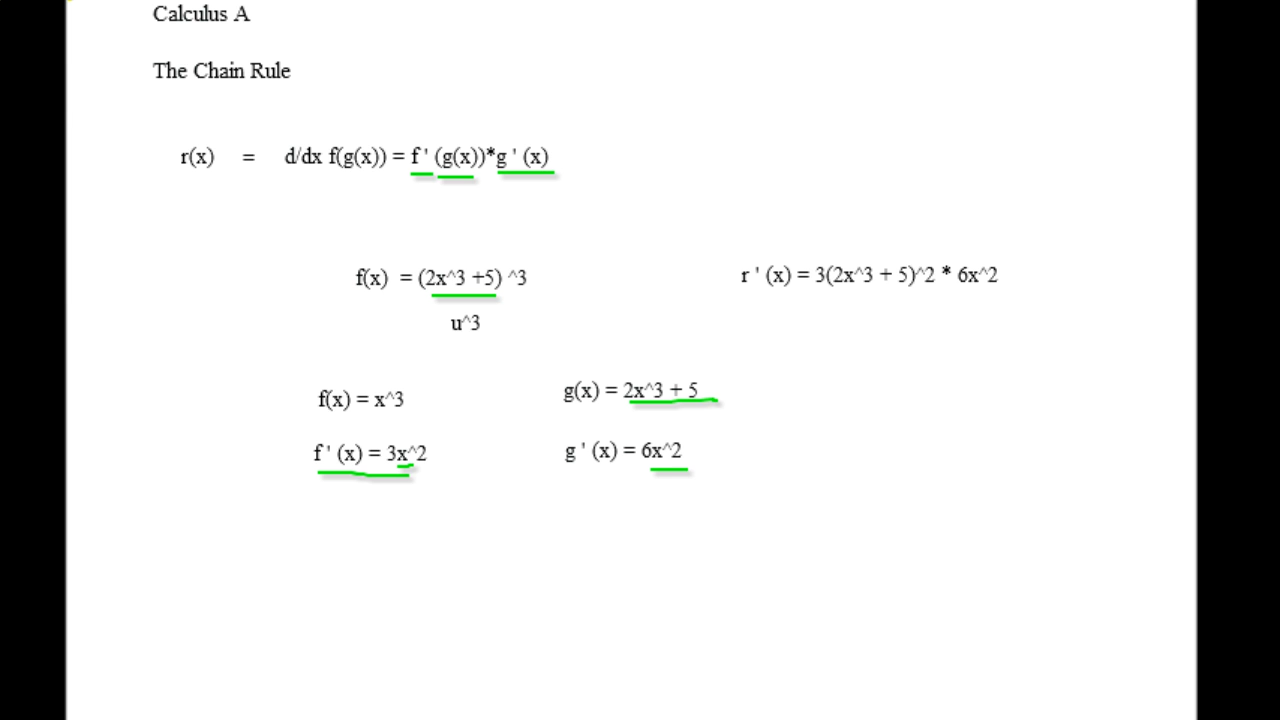 Calculus A
The Chain Rule
r(x) = d/dx f(g(x)) = f ' (g(x))*g ' (x)
f(x) = (2x^3 +5) ^3
r ' (x) = 3(2x^3 + 5)^2 * 6x^2
u^3
f(x) = x^3
g(x) = 2x^3 + 5
f ' (x) = 3x^2
g ' (x) = 6x^2